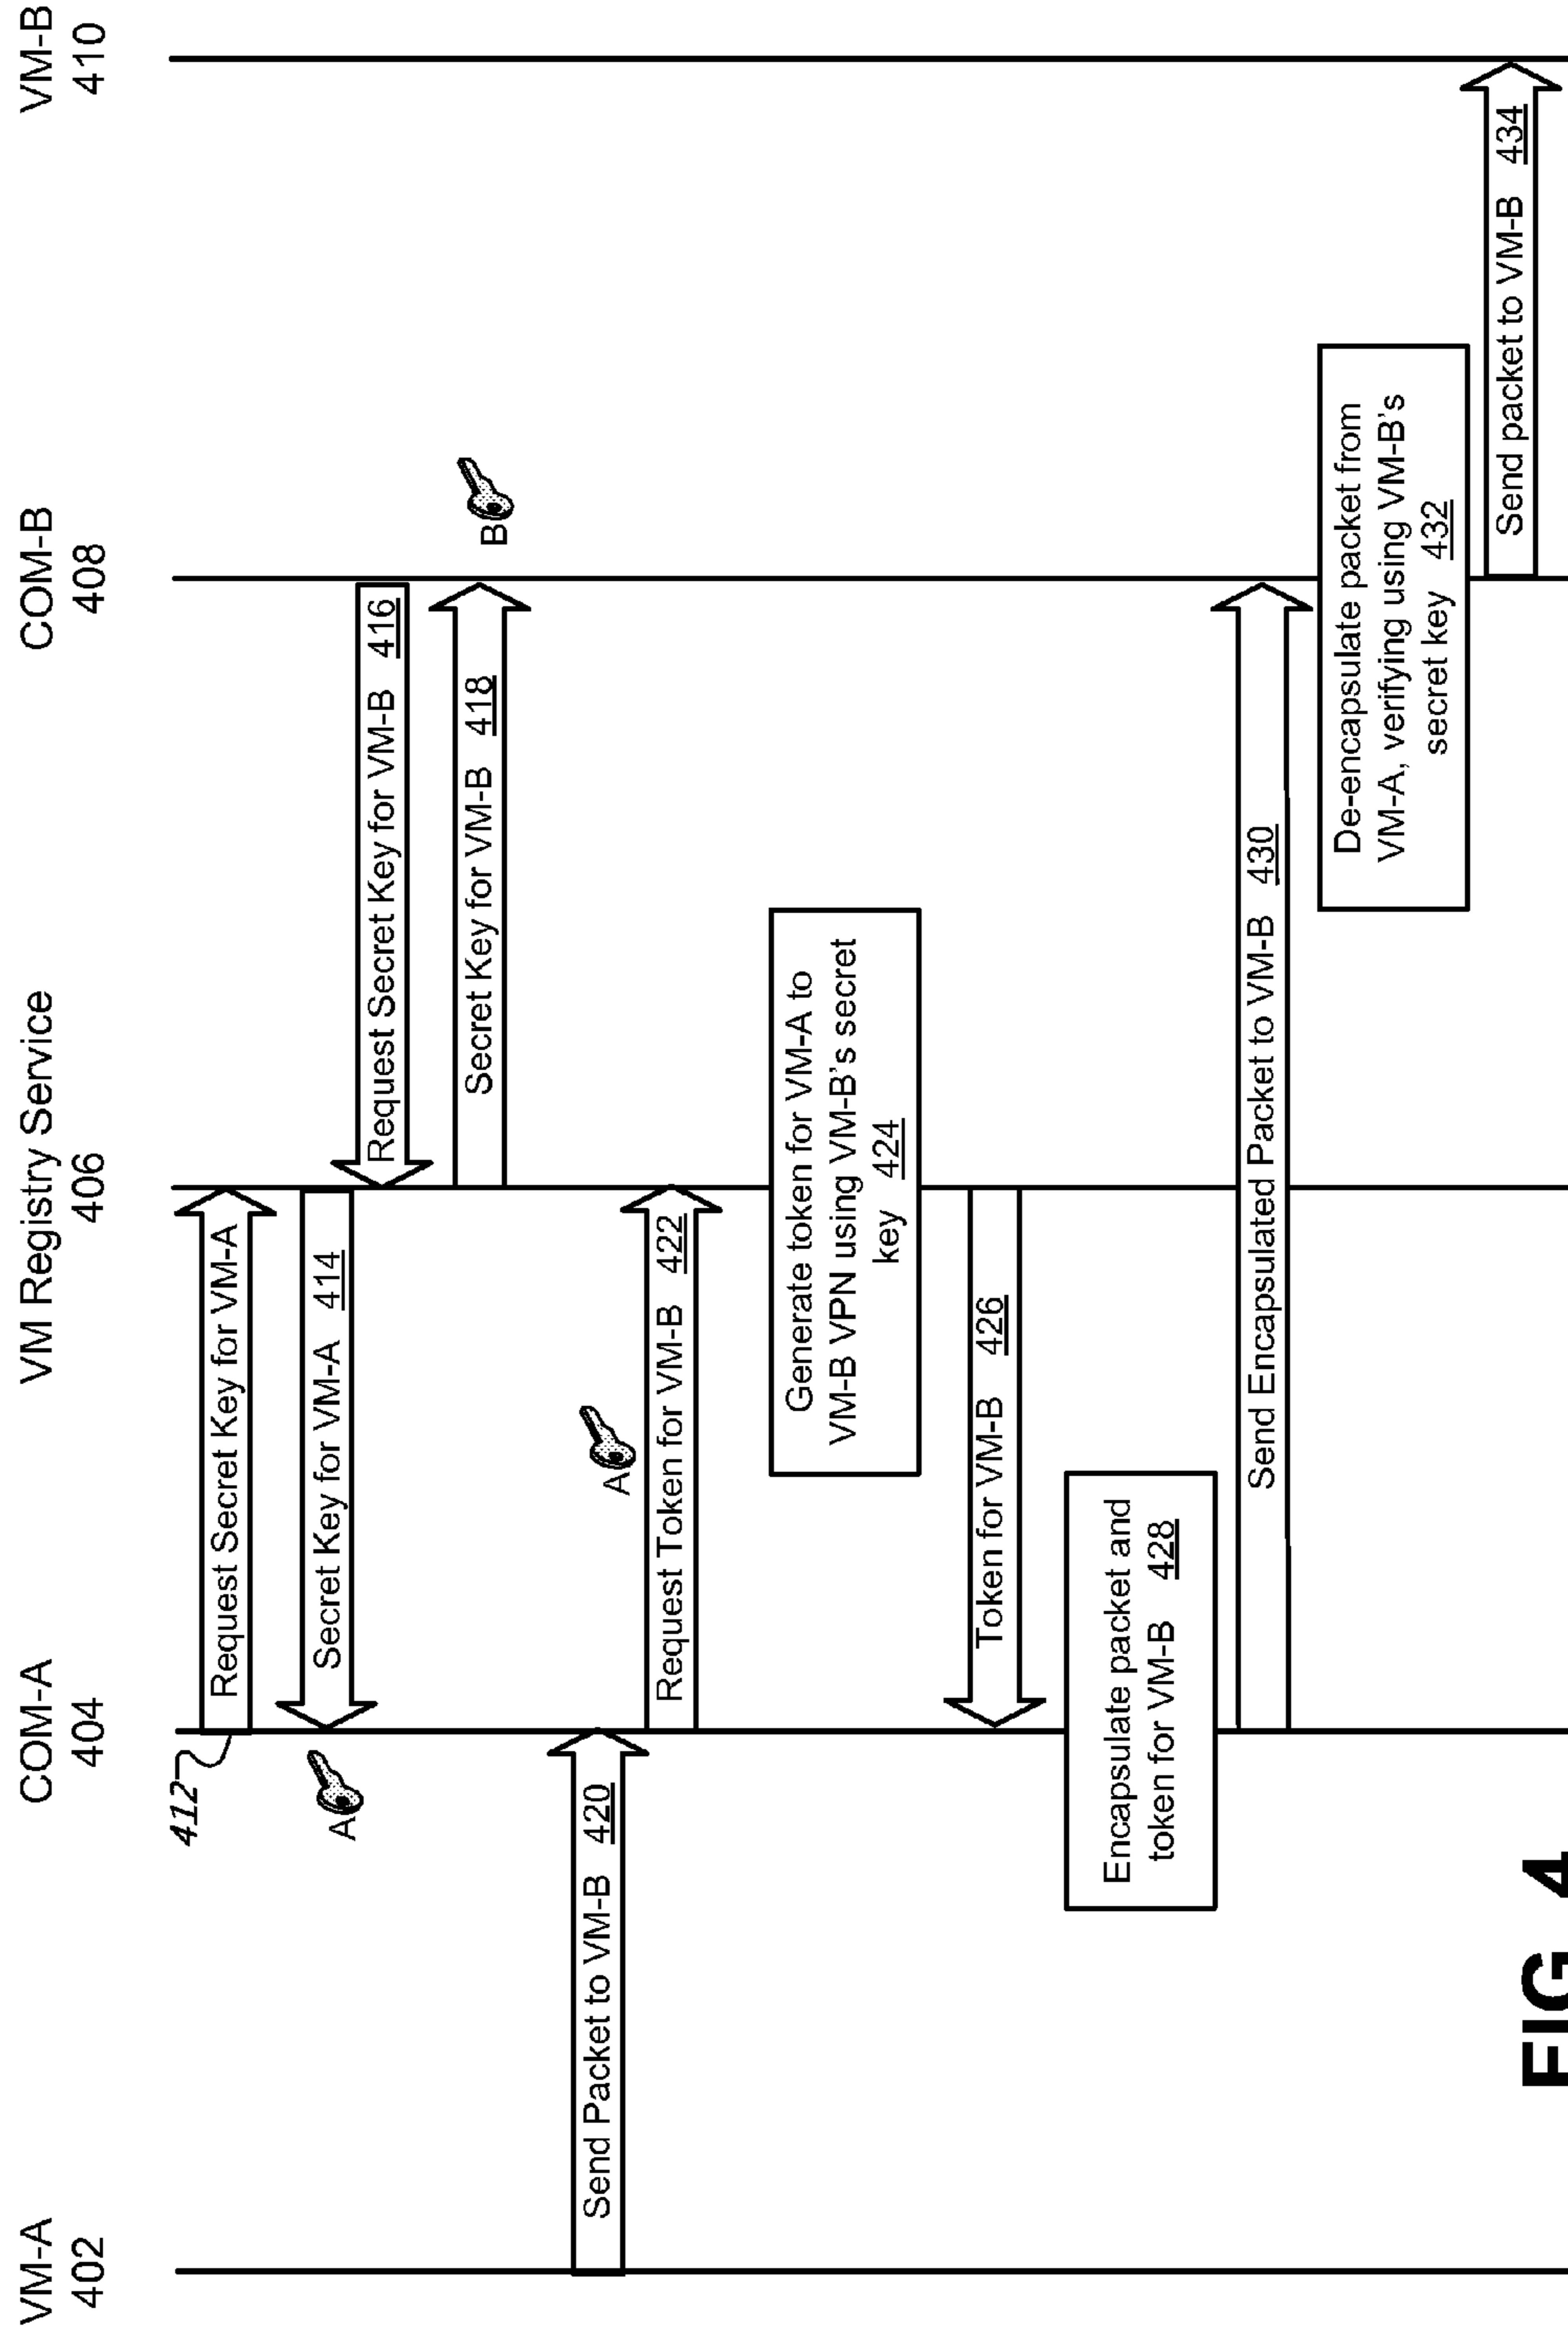 VM-A
402
COM-A
404
VM Registry Service
406
COM-B
408
VM-B
410
412
Request Secret Key for VM-A
Secret Key for VM-A 414
A
Request Secret Key for VM-B 416
Secret Key for VM-B 418
B
Send Packet to VM-B 420
A
Request Token for VM-B 422
Generate token for VM-A to
VM-B VPN using VM-B's secret
key 424
Token for VM-B 426
Encapsulate packet and
token for VM-B 428
Send Encapsulated Packet to VM-B 430
De-encapsulate packet from
VM-A, verifying using VM-B's
secret key 432
Send packet to VM-B 434
FIG. 4